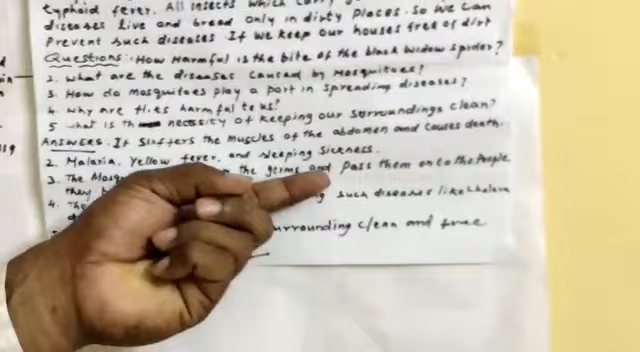 typhoid fever. All insects which carry
diseases live and breed only in dirty places. So we can
prevent such diseases If we keep our houses free of dirt
Questions: How Harmful is the bite of the black widow spider?
2. What are the diseases caused by Mosquitoes?
3. How do mosquitoes play a part in spreading diseases?
4. Why are flies harmful to us?
5 What is the necessity of keeping our surroundings clean?
Answers. It Stiffers the Muscles of the abdomen and causes death.
2. Malaria, Yellow fever, and sleeping Sickness.
3. The the germs and pass them onto the People
they such diseases like Cholera
4.
surrounding clean and free